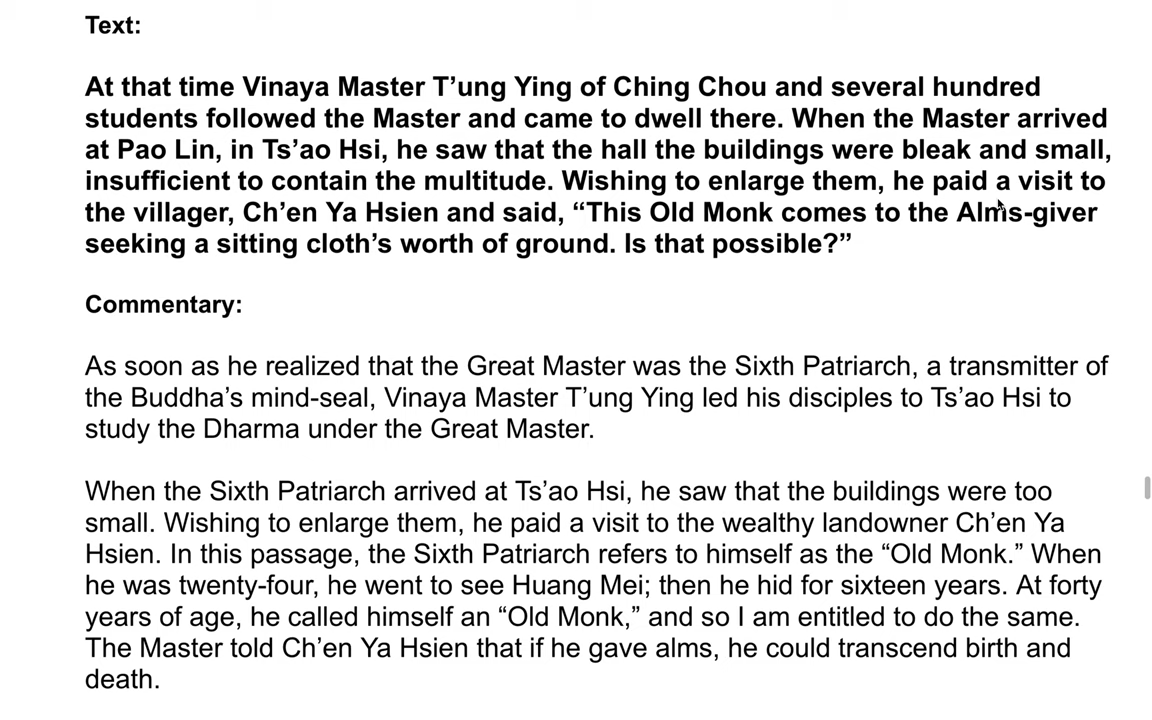 Text:
At that time Vinaya Master T’ung Ying of Ching Chou and several hundred
students followed the Master and came to dwell there. When the Master arrived
at Pao Lin, in Ts’ao Hsi, he saw that the hall the buildings were bleak and small,
insufficient to contain the multitude. Wishing to enlarge them, he paid a visit to
the villager, Ch’en Ya Hsien and said, “This Old Monk comes to the Alms-giver
seeking a sitting cloth’s worth of ground. Is that possible?”
Commentary:
As soon as he realized that the Great Master was the Sixth Patriarch, a transmitter of
the Buddha’s mind-seal, Vinaya Master T’ung Ying led his disciples to Ts’ao Hsi to
study the Dharma under the Great Master.
When the Sixth Patriarch arrived at Ts’ao Hsi, he saw that the buildings were too
small. Wishing to enlarge them, he paid a visit to the wealthy landowner Ch’en Ya
Hsien. In this passage, the Sixth Patriarch refers to himself as the “Old Monk.” When
he was twenty-four, he went to see Huang Mei; then he hid for sixteen years. At forty
years of age, he called himself an “Old Monk,” and so I am entitled to do the same.
The Master told Ch’en Ya Hsien that if he gave alms, he could transcend birth and
death.